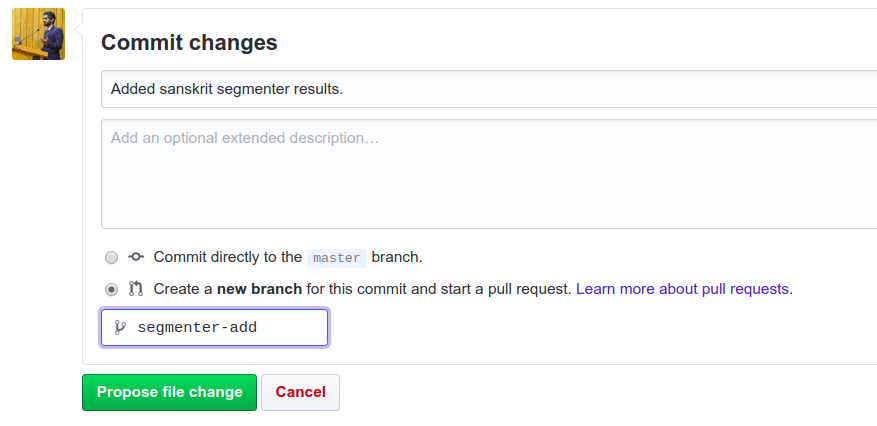 Commit changes
Added sanskrit segmenter results.
Add an optional extended description…
Commit directly to the master branch.
Create a new branch for this commit and start a pull request. Learn more about pull requests.
segmenter-add
Propose file change Cancel